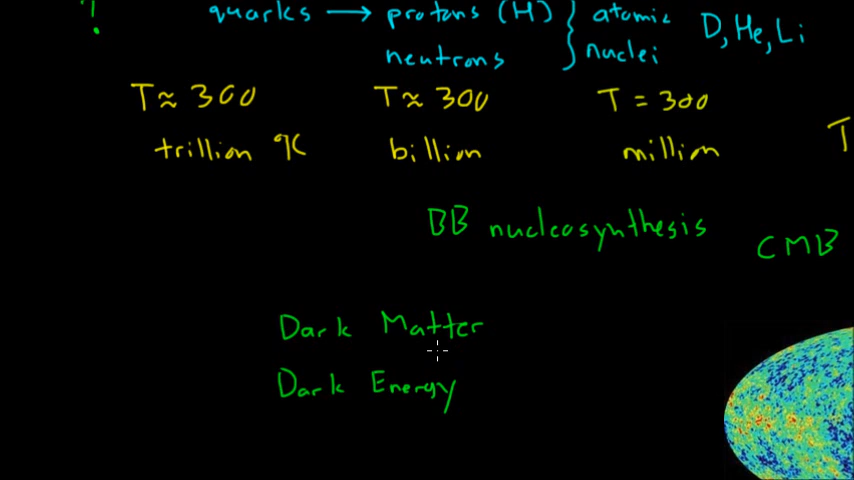 !
quarks → protons (H) } atomic D, He, Li
neutrons nuclei
T ≈ 300 T ≈ 300 T = 300 T
trillion °C billion million
BB nucleosynthesis
CMB
Dark Matter
Dark Energy